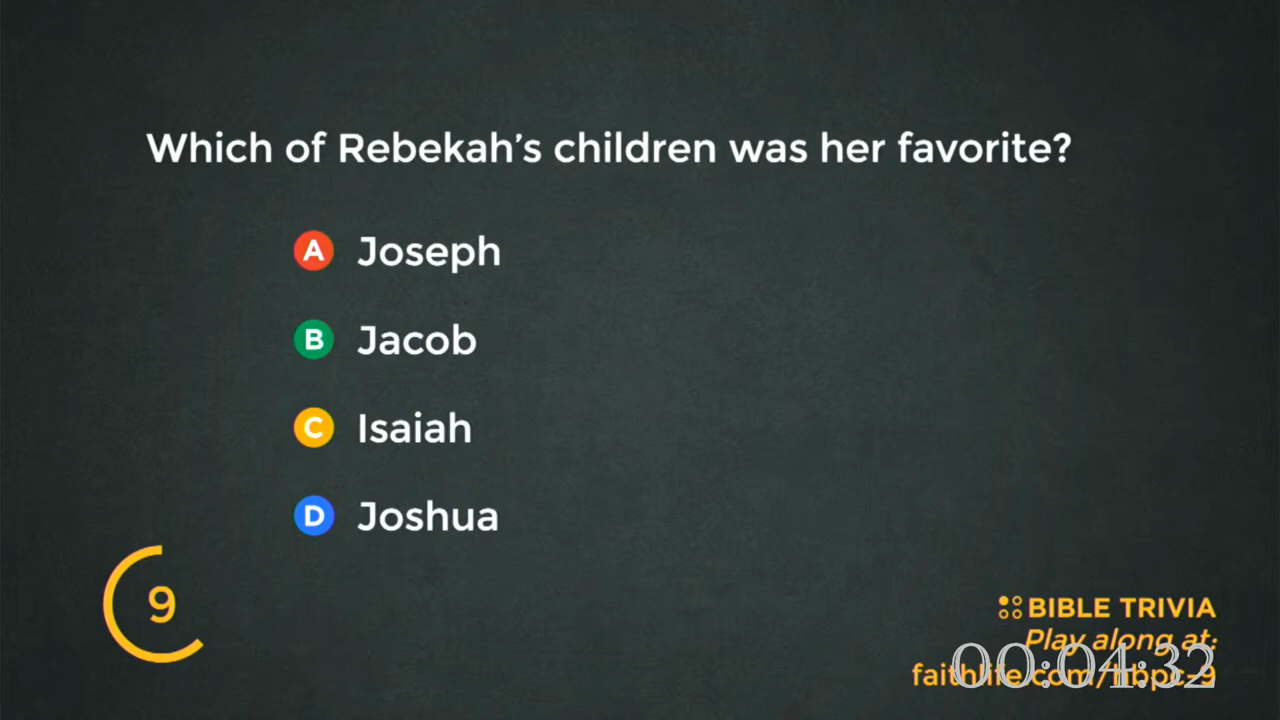 Which of Rebekah's children was her favorite?
A Joseph
B Jacob
C Isaiah
D Joshua
9
BIBLE TRIVIA
Play along at:
00:04:32